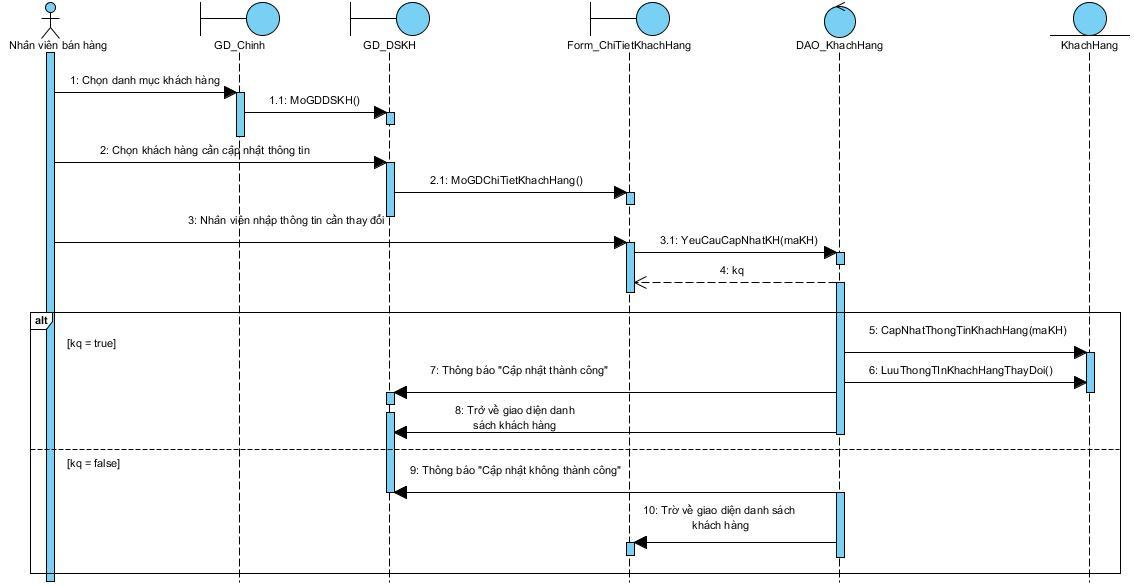 Nhân viên bán hàng
GD_Chinh
GD_DSKH
Form_ChiTietKhachHang
DAO_KhachHang
KhachHang
1: Chọn danh mục khách hàng
1.1: MoGDDSKH()
2: Chọn khách hàng cần cập nhật thông tin
2.1: MoGDChiTietKhachHang()
3: Nhân viên nhập thông tin cần thay đổi
3.1: YeuCauCapNhatKH(maKH)
4: kq
alt
[kq = true]
5: CapNhatThongTinKhachHang(maKH)
6: LuuThongTInKhachHangThayDoi()
7: Thông báo "Cập nhật thành công"
8: Trở về giao diện danh
sách khách hàng
[kq = false]
9: Thông báo "Cập nhật không thành công"
10: Trờ về giao diện danh sách
khách hàng